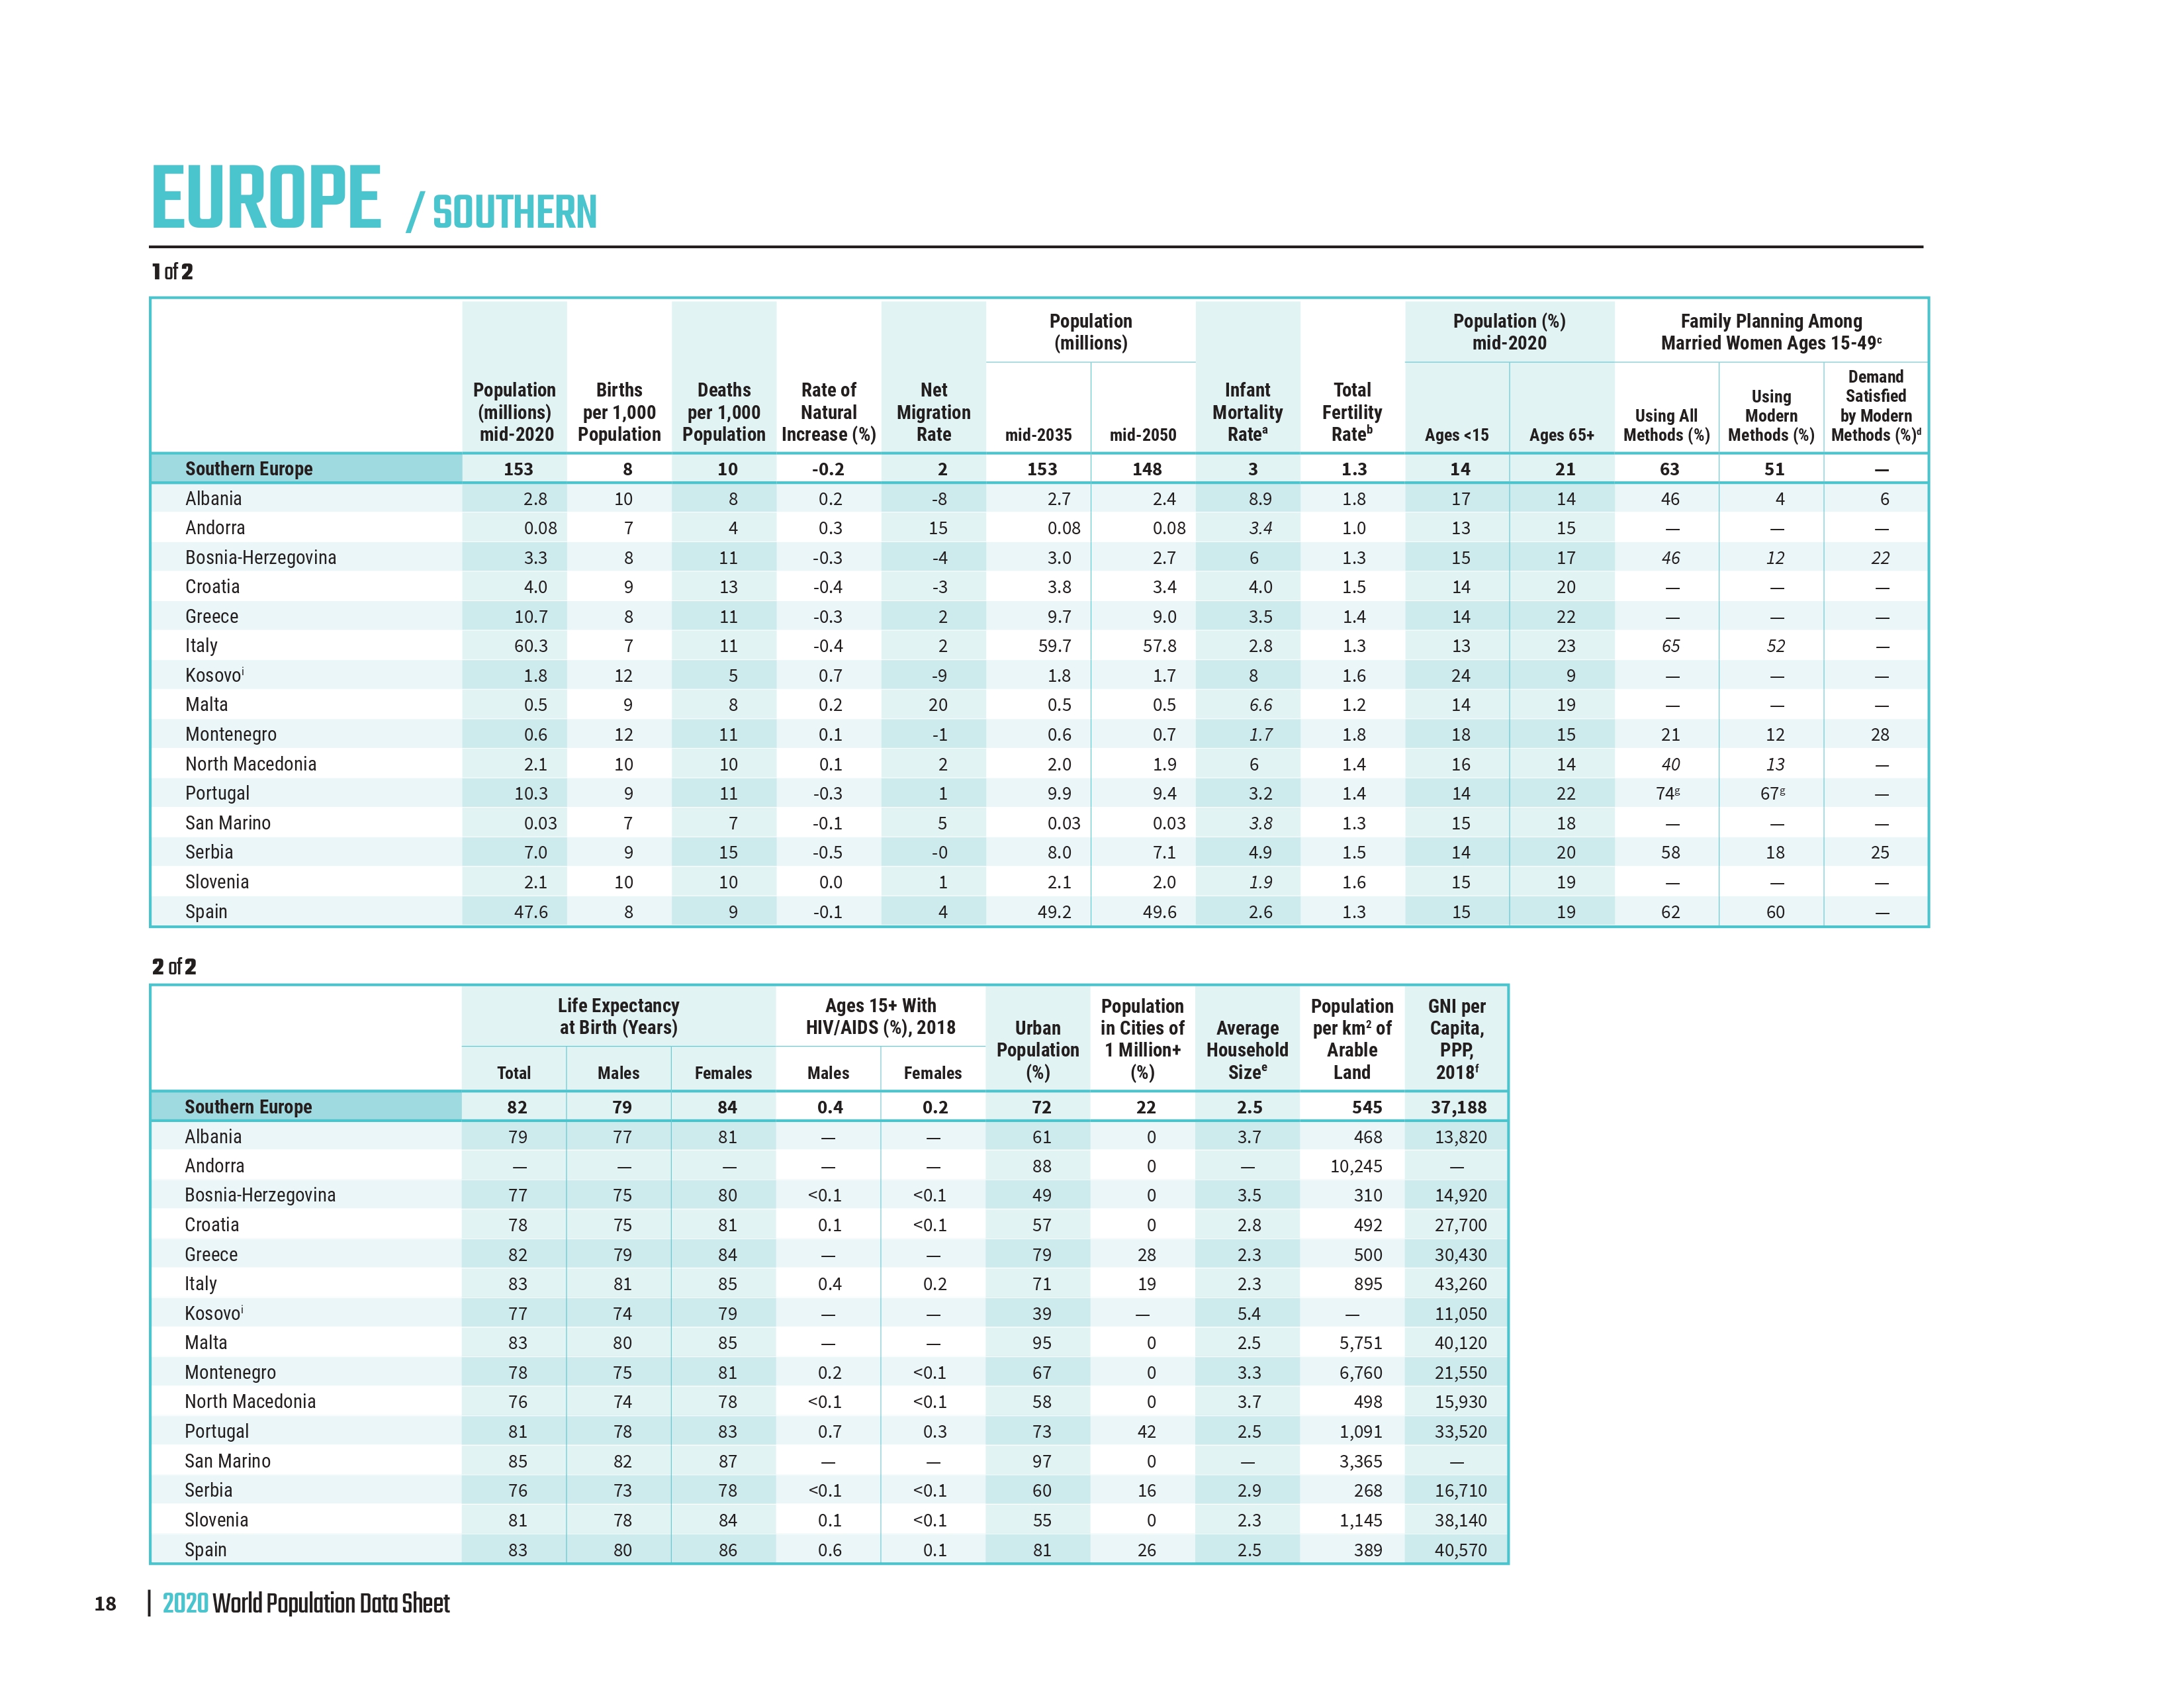 EUROPE / SOUTHERN
1 of 2
Population (millions) mid-2020 Births per 1,000 Population Deaths per 1,000 Population Rate of Natural Increase (%) Net Migration Rate Population (millions) mid-2035 mid-2050 Infant Mortality Rateᵃ Total Fertility Rateᵇ Population (%) mid-2020 Ages <15 Ages 65+ Family Planning Among Married Women Ages 15-49ᶜ Using All Methods (%) Using Modern Methods (%) Demand Satisfied by Modern Methods (%)ᵈ
Southern Europe 153 8 10 -0.2 2 153 148 3 1.3 14 21 63 51 —
Albania 2.8 10 8 0.2 -8 2.7 2.4 8.9 1.8 17 14 46 4 6
Andorra 0.08 7 4 0.3 15 0.08 0.08 3.4 1.0 13 15 — — —
Bosnia-Herzegovina 3.3 8 11 -0.3 -4 3.0 2.7 6 1.3 15 17 46 12 22
Croatia 4.0 9 13 -0.4 -3 3.8 3.4 4.0 1.5 14 20 — — —
Greece 10.7 8 11 -0.3 2 9.7 9.0 3.5 1.4 14 22 — — —
Italy 60.3 7 11 -0.4 2 59.7 57.8 2.8 1.3 13 23 65 52 —
Kosovoⁱ 1.8 12 5 0.7 -9 1.8 1.7 8 1.6 24 9 — — —
Malta 0.5 9 8 0.2 20 0.5 0.5 6.6 1.2 14 19 — — —
Montenegro 0.6 12 11 0.1 -1 0.6 0.7 1.7 1.8 18 15 21 12 28
North Macedonia 2.1 10 10 0.1 2 2.0 1.9 6 1.4 16 14 40 13 —
Portugal 10.3 9 11 -0.3 1 9.9 9.4 3.2 1.4 14 22 74ᵍ 67ᵍ —
San Marino 0.03 7 7 -0.1 5 0.03 0.03 3.8 1.3 15 18 — — —
Serbia 7.0 9 15 -0.5 -0 8.0 7.1 4.9 1.5 14 20 58 18 25
Slovenia 2.1 10 10 0.0 1 2.1 2.0 1.9 1.6 15 19 — — —
Spain 47.6 8 9 -0.1 4 49.2 49.6 2.6 1.3 15 19 62 60 —
2 of 2
Life Expectancy at Birth (Years) Total Males Females Ages 15+ With HIV/AIDS (%), 2018 Males Females Urban Population (%) Population in Cities of 1 Million+ (%) Average Household Sizeᵉ Population per km² of Arable Land GNI per Capita, PPP, 2018ᶠ
Southern Europe 82 79 84 0.4 0.2 72 22 2.5 545 37,188
Albania 79 77 81 — — 61 0 3.7 468 13,820
Andorra — — — — — 88 0 — 10,245 —
Bosnia-Herzegovina 77 75 80 <0.1 <0.1 49 0 3.5 310 14,920
Croatia 78 75 81 0.1 <0.1 57 0 2.8 492 27,700
Greece 82 79 84 — — 79 28 2.3 500 30,430
Italy 83 81 85 0.4 0.2 71 19 2.3 895 43,260
Kosovoⁱ 77 74 79 — — 39 — 5.4 — 11,050
Malta 83 80 85 — — 95 0 2.5 5,751 40,120
Montenegro 78 75 81 0.2 <0.1 67 0 3.3 6,760 21,550
North Macedonia 76 74 78 <0.1 <0.1 58 0 3.7 498 15,930
Portugal 81 78 83 0.7 0.3 73 42 2.5 1,091 33,520
San Marino 85 82 87 — — 97 0 — 3,365 —
Serbia 76 73 78 <0.1 <0.1 60 16 2.9 268 16,710
Slovenia 81 78 84 0.1 <0.1 55 0 2.3 1,145 38,140
Spain 83 80 86 0.6 0.1 81 26 2.5 389 40,570
18 | 2020 World Population Data Sheet